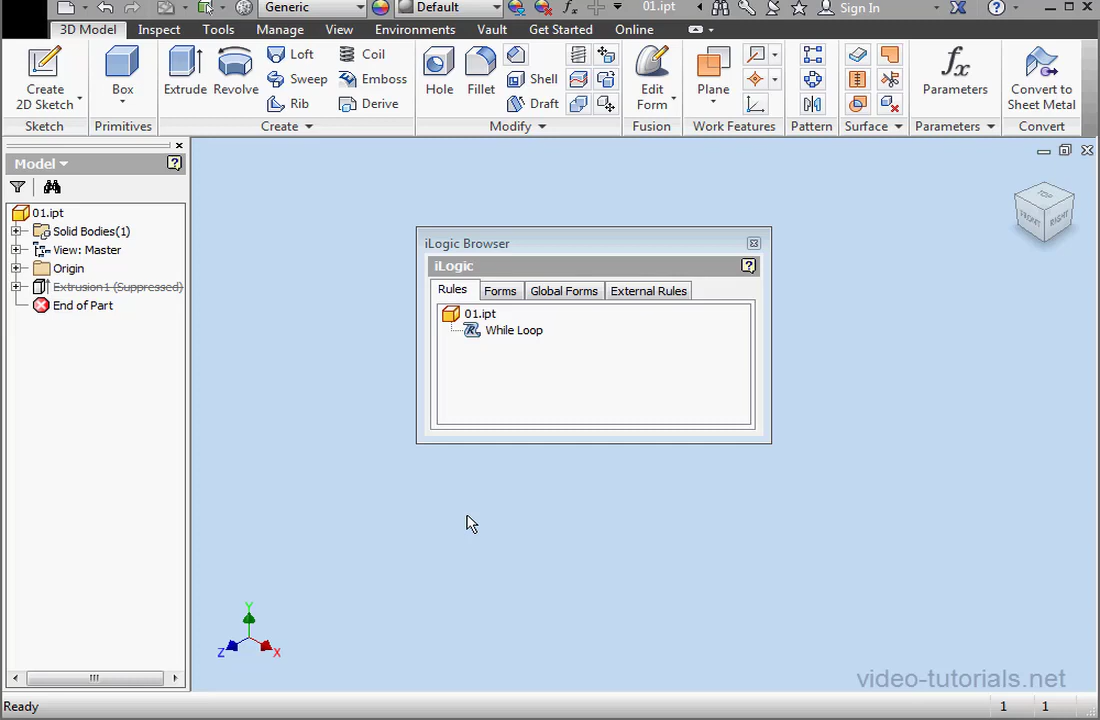 Generic Default 01.ipt Sign In
3D Model Inspect Tools Manage View Environments Vault Get Started Online
Create
2D Sketch
Box
Extrude
Revolve
Loft
Sweep
Rib
Coil
Emboss
Derive
Hole
Fillet
Shell
Draft
Edit
Form
Plane
fx
Parameters
Convert to
Sheet Metal
Sketch Primitives Create Modify Fusion Work Features Pattern Surface Parameters Convert
Model
01.ipt
Solid Bodies(1)
View: Master
Origin
Extrusion1 (Suppressed)
End of Part
iLogic Browser
iLogic
Rules Forms Global Forms External Rules
01.ipt
While Loop
TOP
FRONT RIGHT
Y
Z X
video-tutorials.net
Ready 1 1